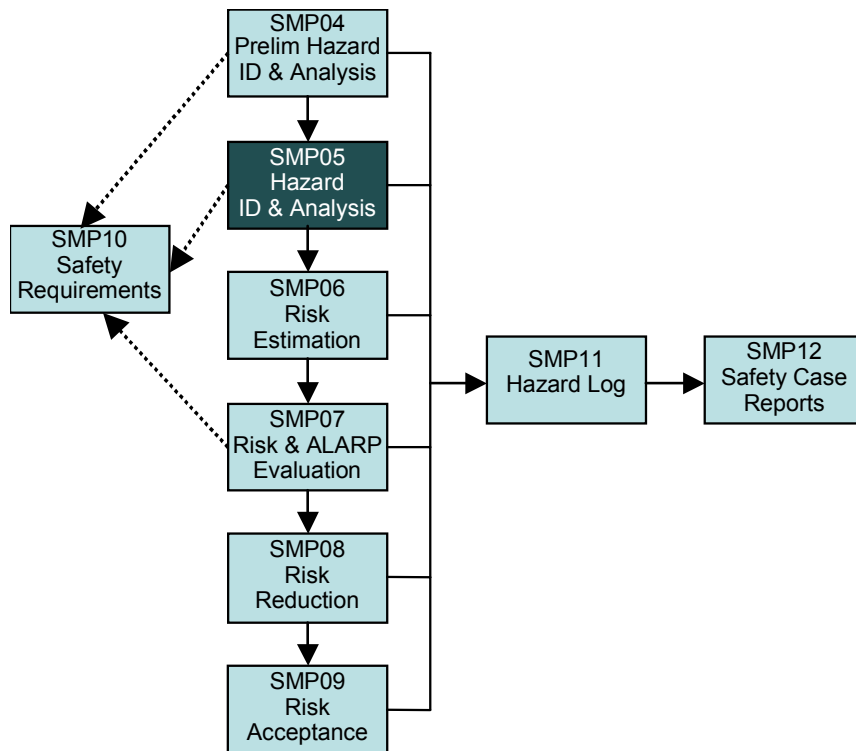 SMP04
Prelim Hazard
ID & Analysis
SMP05
Hazard
ID & Analysis
SMP10
Safety
Requirements
SMP06
Risk
Estimation
SMP11
Hazard Log
SMP12
Safety Case
Reports
SMP07
Risk & ALARP
Evaluation
SMP08
Risk
Reduction
SMP09
Risk
Acceptance